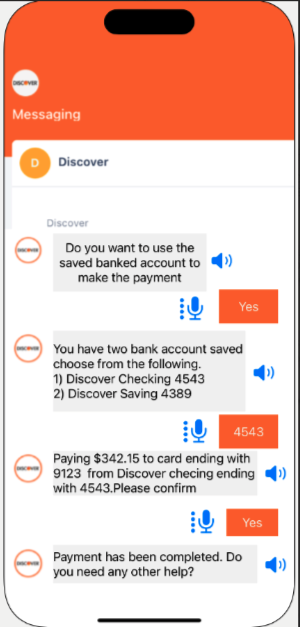 DISCOVER
Messaging
D
Discover
Discover
DISCOVER
Do you want to use the
saved banked account to
make the payment
Yes
DISCOVER
You have two bank account saved
choose from the following.
1) Discover Checking 4543
2) Discover Saving 4389
4543
DISCOVER
Paying $342.15 to card ending with
9123 from Discover checing ending
with 4543.Please confirm
Yes
DISCOVER
Payment has been completed. Do
you need any other help?